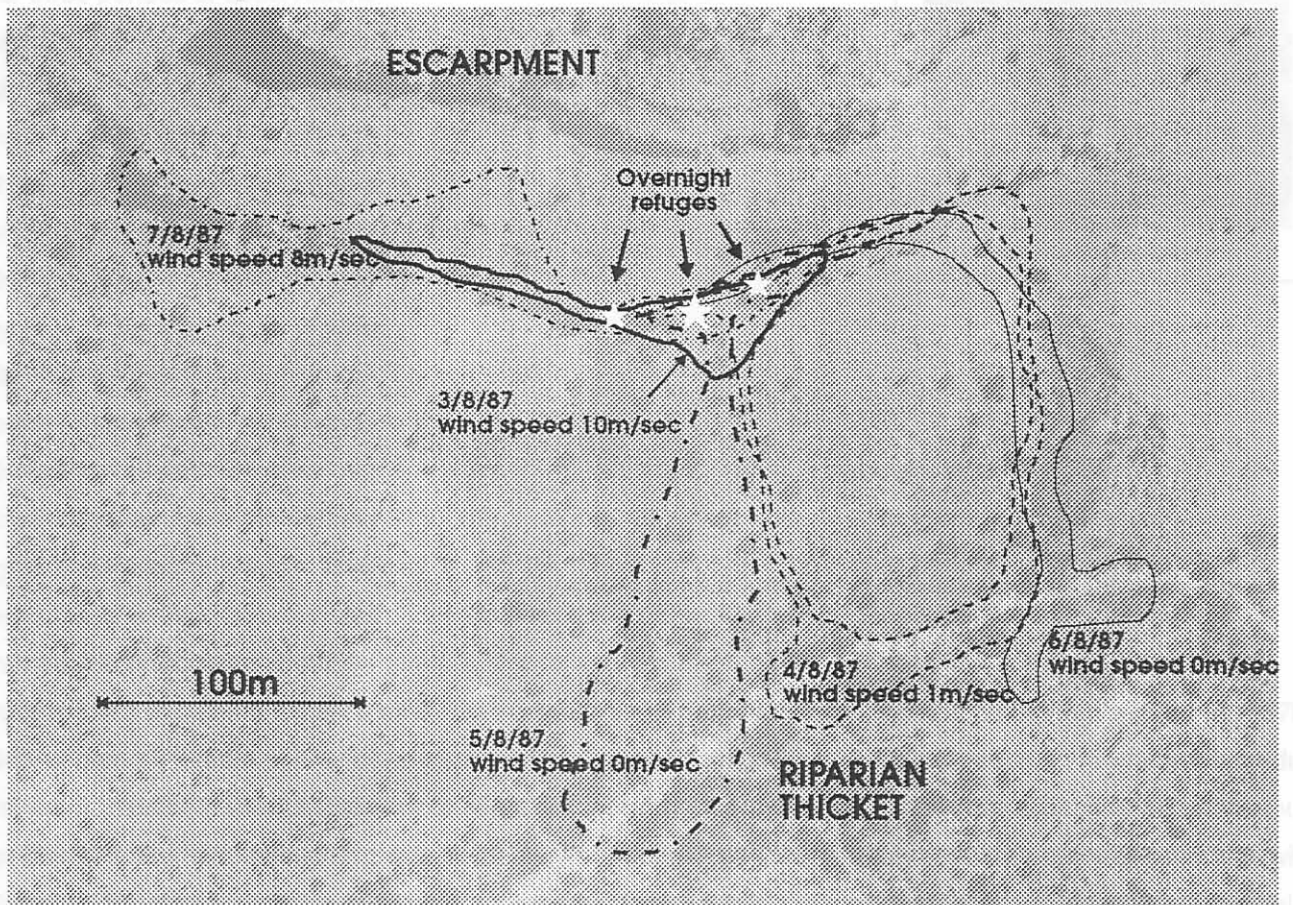 ESCARPMENT
Overnight
refuges
7/8/87
wind speed 8m/sec
3/8/87
wind speed 10m/sec
100m
6/8/87
wind speed 0m/sec
4/8/87
wind speed 1m/sec
5/8/87
wind speed 0m/sec
RIPARIAN
THICKET